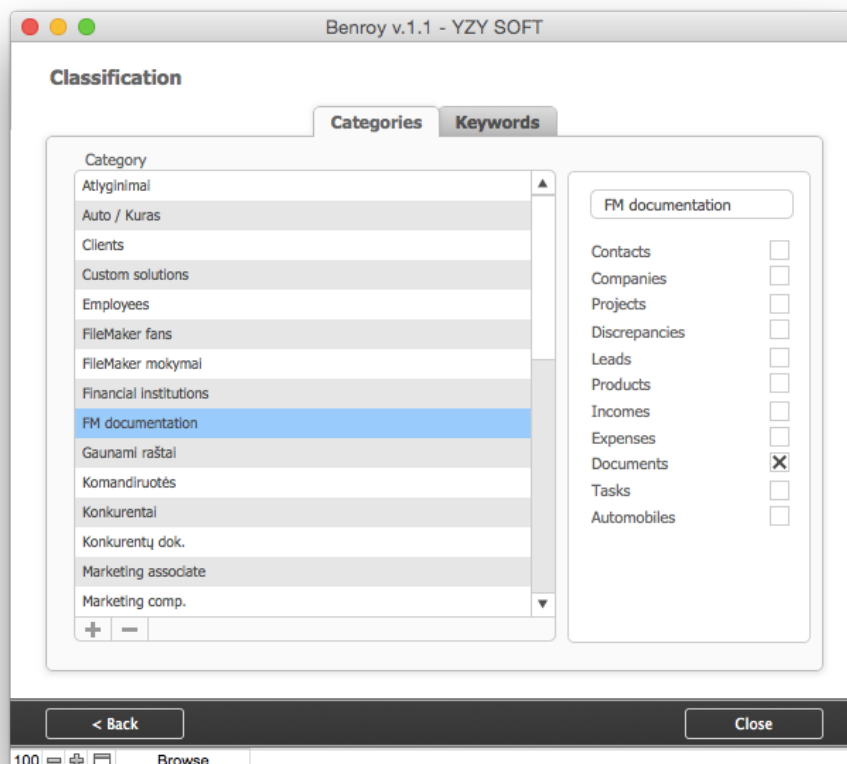 Benroy v.1.1 - YZY SOFT
Classification
Categories
Keywords
Category
Atlyginimai
Auto / Kuras
Clients
Custom solutions
Employees
FileMaker fans
FileMaker mokymai
Financial institutions
FM documentation
Gaunami raštai
Komandiruotės
Konkurentai
Konkurentų dok.
Marketing associate
Marketing comp.
FM documentation
Contacts
Companies
Projects
Discrepancies
Leads
Products
Incomes
Expenses
Documents
Tasks
Automobiles
< Back
Close
100
Browse